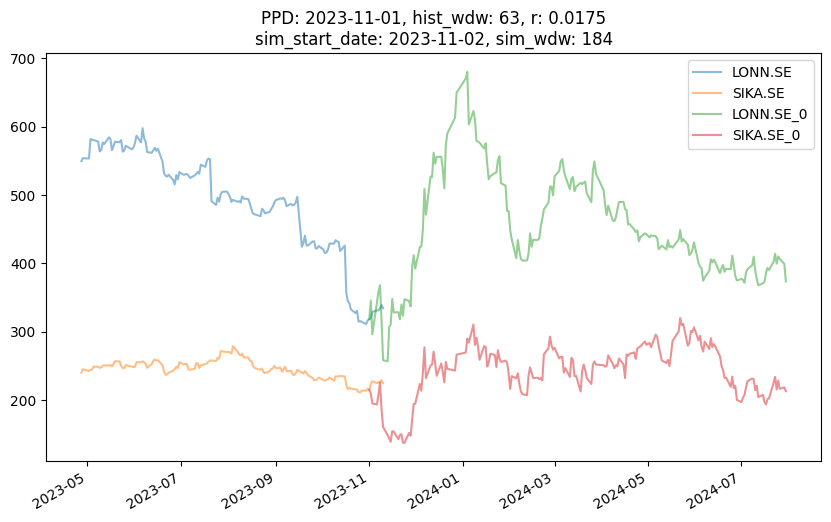 PPD: 2023-11-01, hist_wdw: 63, r: 0.0175
sim_start_date: 2023-11-02, sim_wdw: 184
LONN.SE
SIKA.SE
LONN.SE_0
SIKA.SE_0
700
600
500
400
300
200
2023-05
2023-07
2023-09
2023-11
2024-01
2024-03
2024-05
2024-07